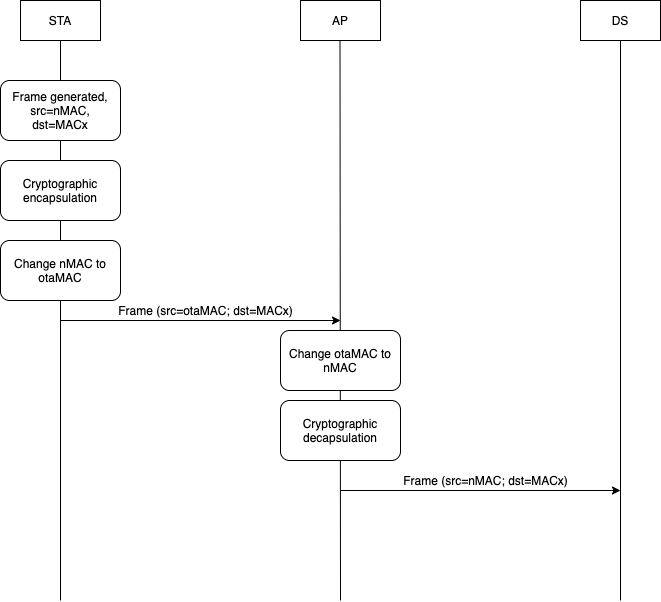 STA
AP
DS
Frame generated,
src=nMAC,
dst=MACx
Cryptographic
encapsulation
Change nMAC to
otaMAC
Frame (src=otaMAC; dst=MACx)
Change otaMAC to
nMAC
Cryptographic
decapsulation
Frame (src=nMAC; dst=MACx)